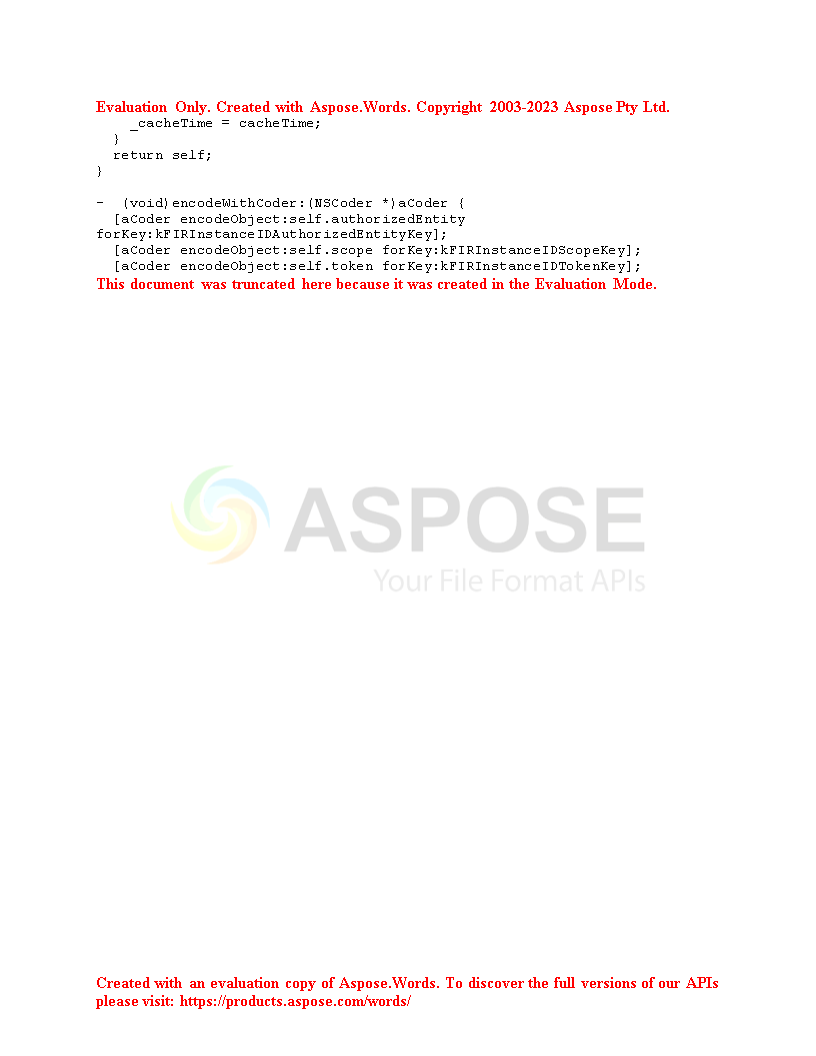 Evaluation Only. Created with Aspose.Words. Copyright 2003-2023 Aspose Pty Ltd.
    _cacheTime = cacheTime;
  }
  return self;
}

-  (void)encodeWithCoder:(NSCoder *)aCoder {
  [aCoder encodeObject:self.authorizedEntity
forKey:kFIRInstanceIDAuthorizedEntityKey];
  [aCoder encodeObject:self.scope forKey:kFIRInstanceIDScopeKey];
  [aCoder encodeObject:self.token forKey:kFIRInstanceIDTokenKey];
This document was truncated here because it was created in the Evaluation Mode.
ASPOSE
Your File Format APIs
Created with an evaluation copy of Aspose.Words. To discover the full versions of our APIs
please visit: https://products.aspose.com/words/